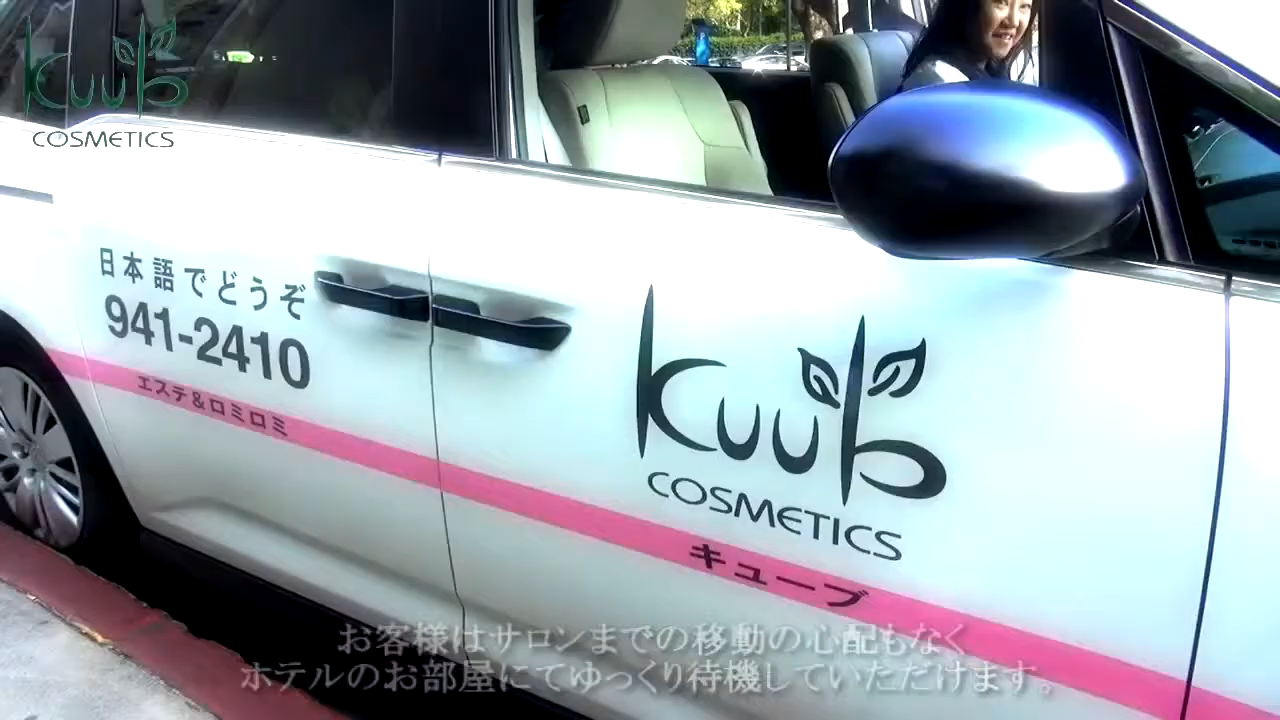 Kuub
COSMETICS
日本語でどうぞ
941-2410
エステ&ロミロミ
Kuub
COSMETICS
キューブ
お客様はサロンまでの移動の心配もなく
ホテルのお部屋にてゆっくり待機していただけます。